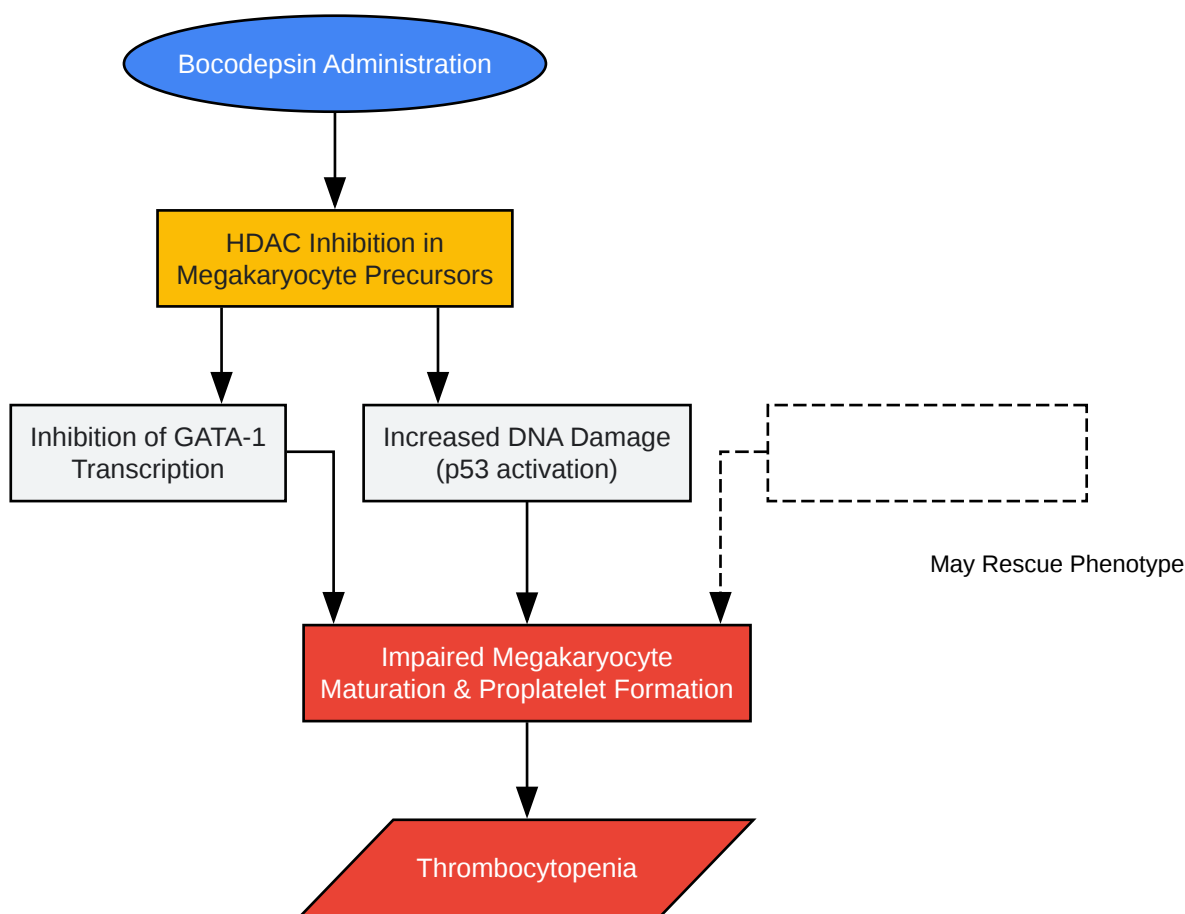 Bocodepsin Administration
HDAC Inhibition in
Megakaryocyte Precursors
Inhibition of GATA-1
Transcription
Increased DNA Damage
(p53 activation)
May Rescue Phenotype
Impaired Megakaryocyte
Maturation & Proplatelet Formation
Thrombocytopenia